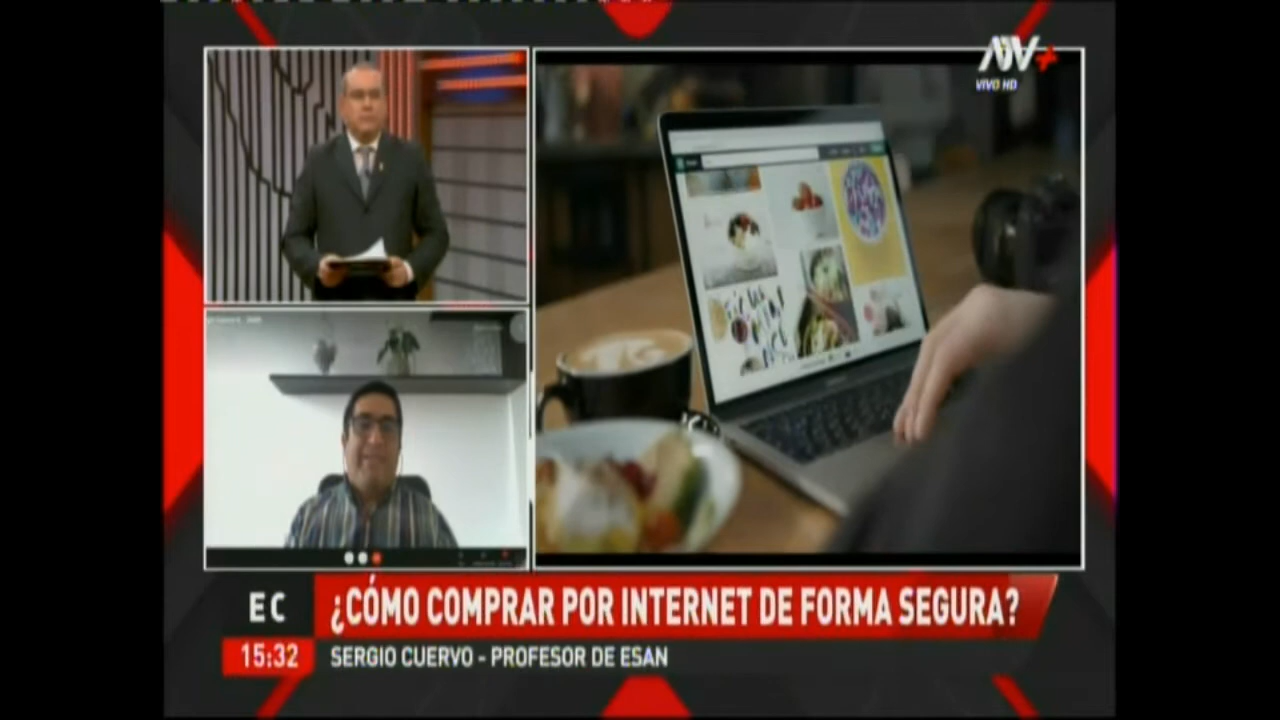 ATV+
VIVO HD
EC
¿CÓMO COMPRAR POR INTERNET DE FORMA SEGURA?
15:32
SERGIO CUERVO - PROFESOR DE ESAN